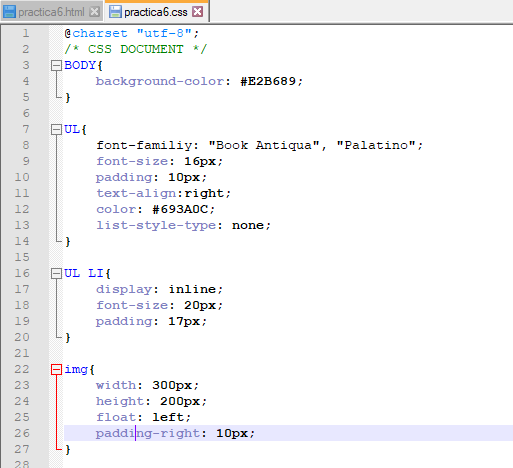 practica6.html practica6.css
1 @charset "utf-8";
2 /* CSS DOCUMENT */
3 BODY{
4 background-color: #E2B689;
5 }
6
7 UL{
8 font-familiy: "Book Antiqua", "Palatino";
9 font-size: 16px;
10 padding: 10px;
11 text-align:right;
12 color: #693A0C;
13 list-style-type: none;
14 }
15
16 UL LI{
17 display: inline;
18 font-size: 20px;
19 padding: 17px;
20 }
21
22 img{
23 width: 300px;
24 height: 200px;
25 float: left;
26 padding-right: 10px;
27 }
28